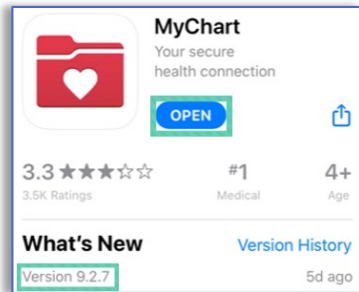 MyChart
Your secure
health connection
OPEN
3.3 ★★★☆☆ #1 4+
3.5K Ratings Medical Age
What's New Version History
Version 9.2.7 5d ago